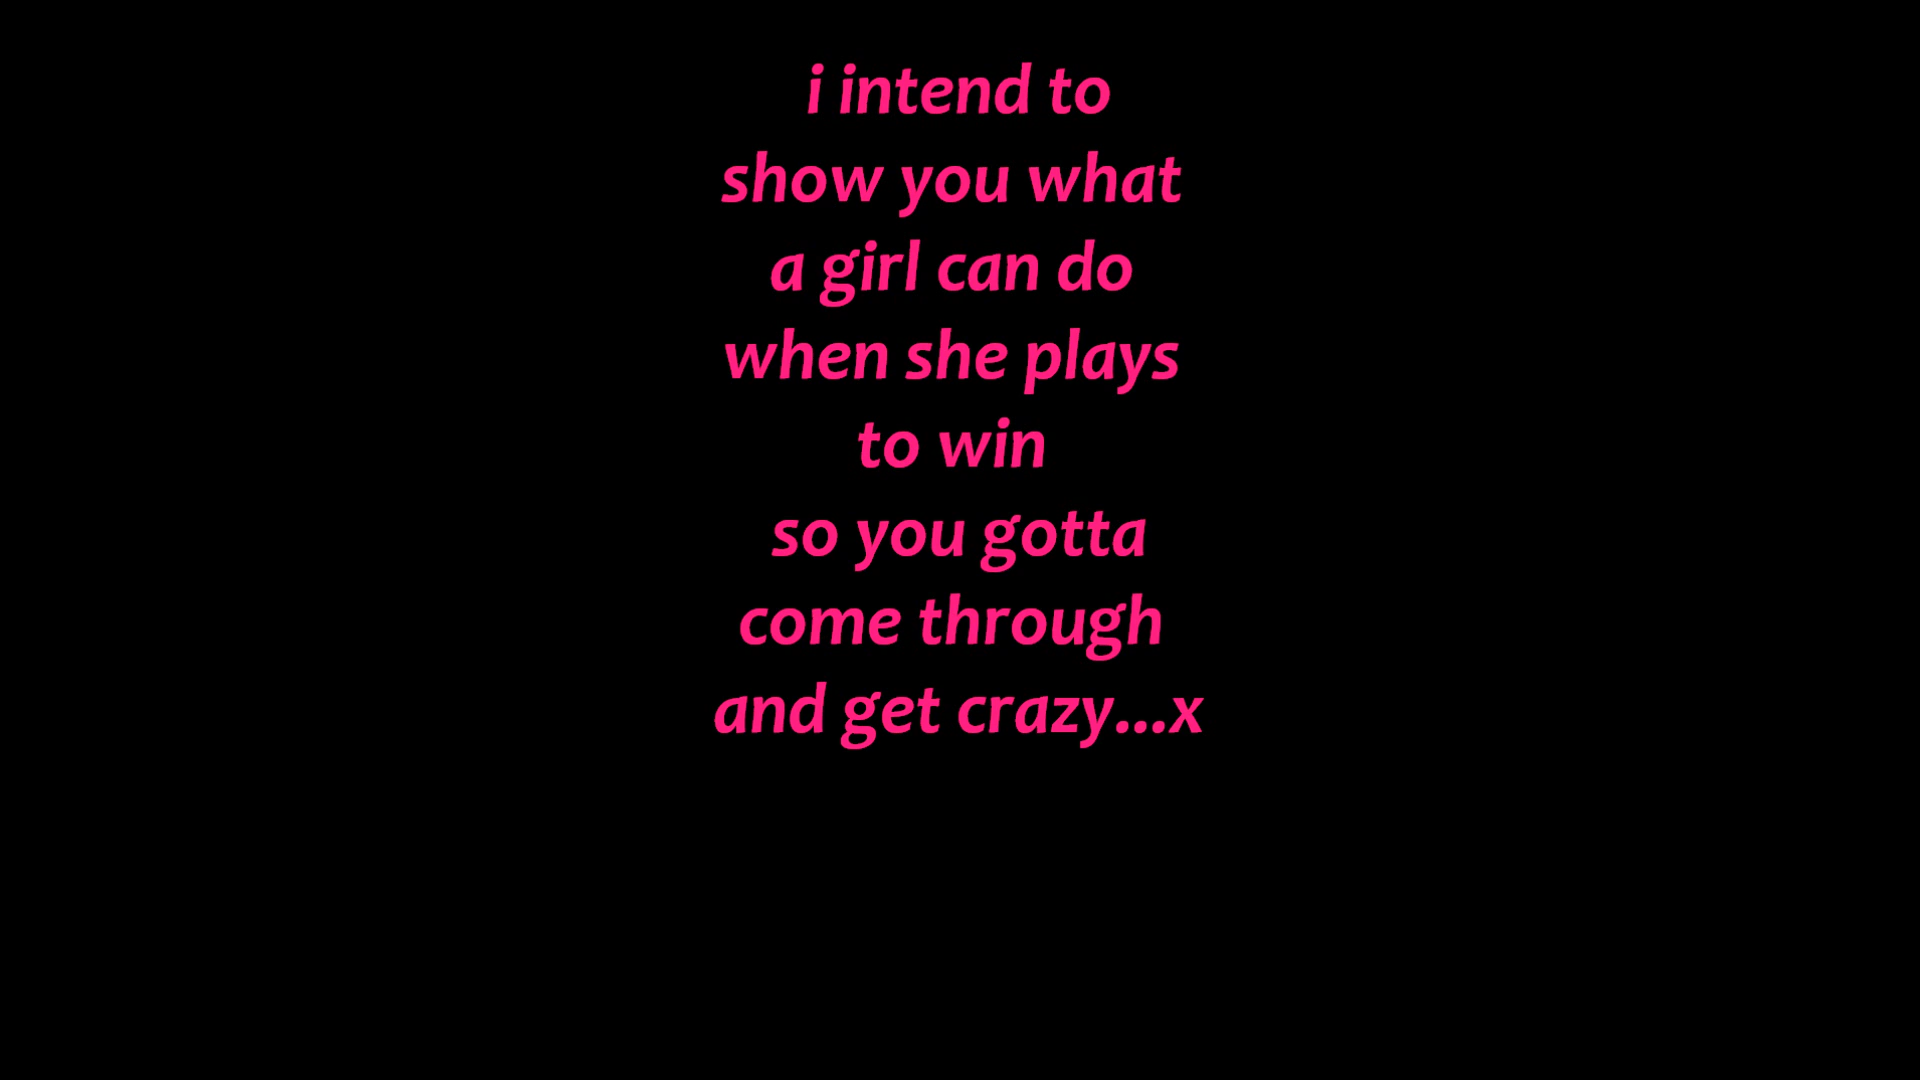 i intend to
show you what
a girl can do
when she plays
to win
so you gotta
come through
and get crazy...x